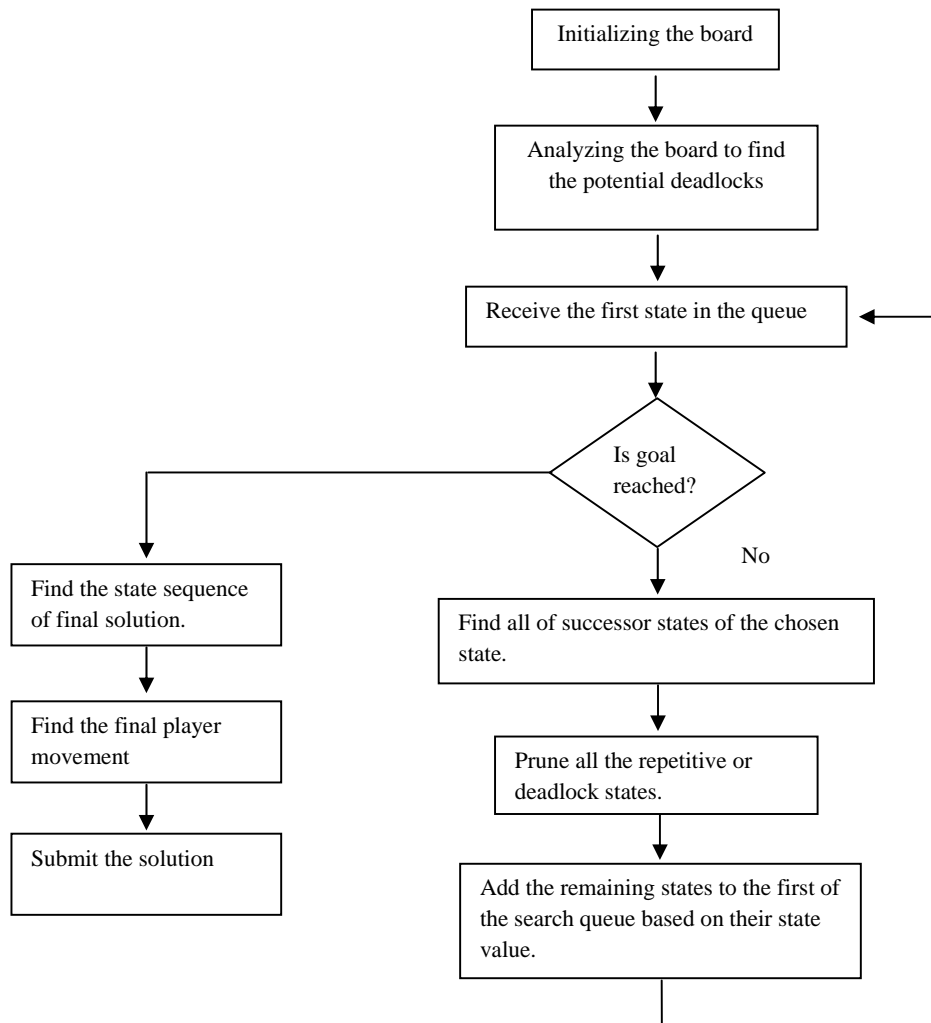 Initializing the board
Analyzing the board to find
the potential deadlocks
Receive the first state in the queue
Is goal
reached?
No
Find the state sequence
of final solution.
Find all of successor states of the chosen
state.
Find the final player
movement
Prune all the repetitive or
deadlock states.
Submit the solution
Add the remaining states to the first of
the search queue based on their state
value.